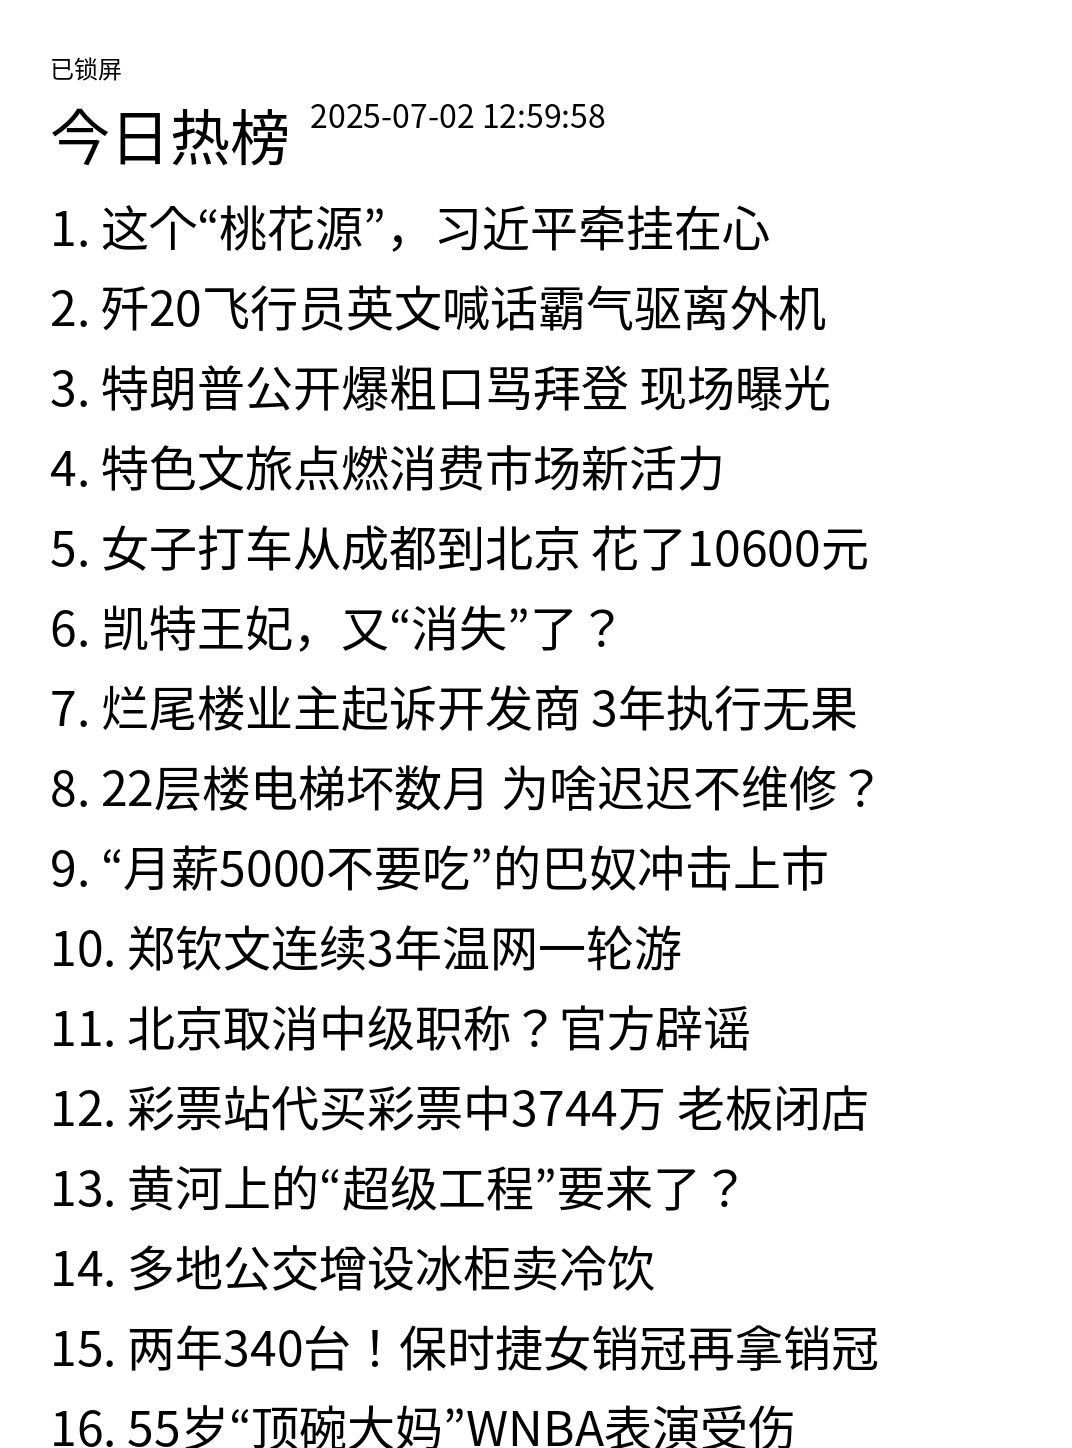 已锁屏
今日热榜 2025-07-02 12:59:58
1. 这个“桃花源”，习近平牵挂在心
2. 歼20飞行员英文喊话霸气驱离外机
3. 特朗普公开爆粗口骂拜登 现场曝光
4. 特色文旅点燃消费市场新活力
5. 女子打车从成都到北京 花了10600元
6. 凯特王妃，又“消失”了？
7. 烂尾楼业主起诉开发商 3年执行无果
8. 22层楼电梯坏数月 为啥迟迟不维修？
9. “月薪5000不要吃”的巴奴冲击上市
10. 郑钦文连续3年温网一轮游
11. 北京取消中级职称？官方辟谣
12. 彩票站代买彩票中3744万 老板闭店
13. 黄河上的“超级工程”要来了？
14. 多地公交增设冰柜卖冷饮
15. 两年340台！保时捷女销冠再拿销冠
16. 55岁“顶碗大妈”WNBA表演受伤